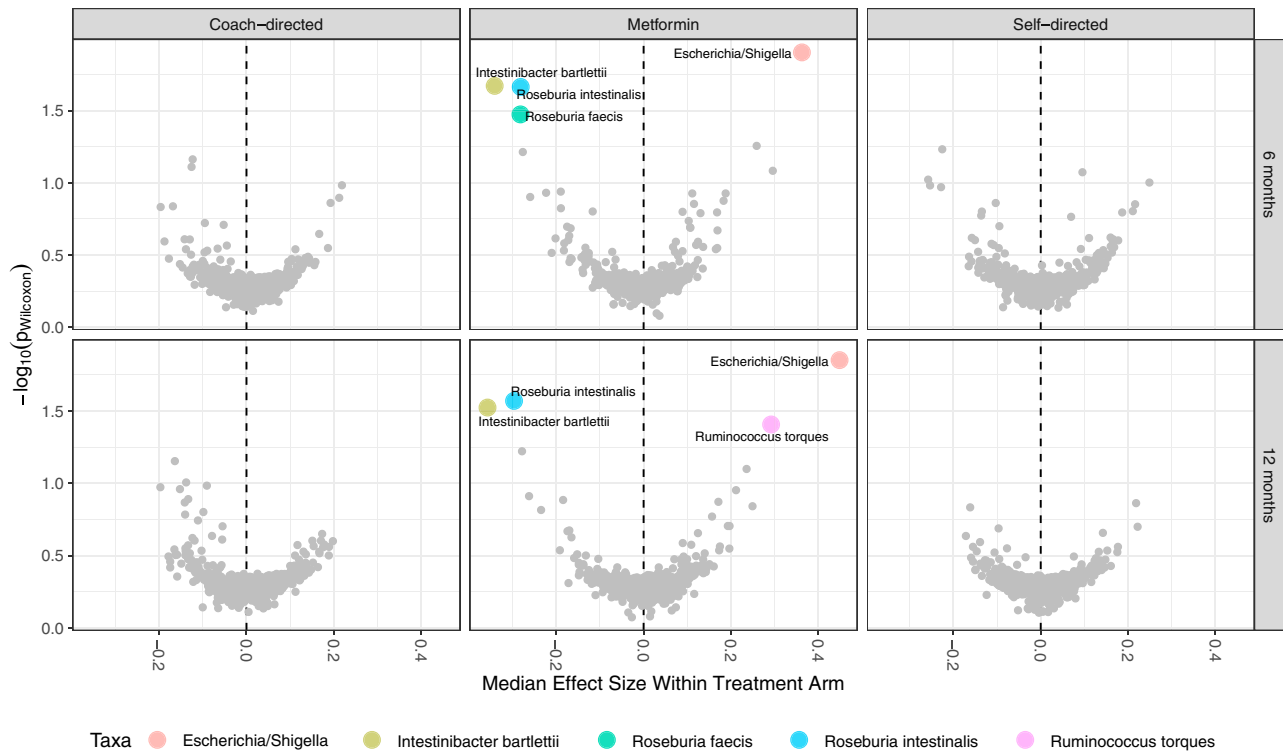 Coach−directed
Metformin
Self−directed
Escherichia/Shigella
Intestinibacter bartlettii
Roseburia intestinalis
Roseburia faecis
1.5
1.0
0.5
0.0
6 months
−log10(pWilcoxon)
Escherichia/Shigella
Roseburia intestinalis
Intestinibacter bartlettii
Ruminococcus torques
1.5
1.0
0.5
0.0
12 months
−0.2 0.0 0.2 0.4
−0.2 0.0 0.2 0.4
−0.2 0.0 0.2 0.4
Median Effect Size Within Treatment Arm
Taxa Escherichia/Shigella Intestinibacter bartlettii Roseburia faecis Roseburia intestinalis Ruminococcus torques